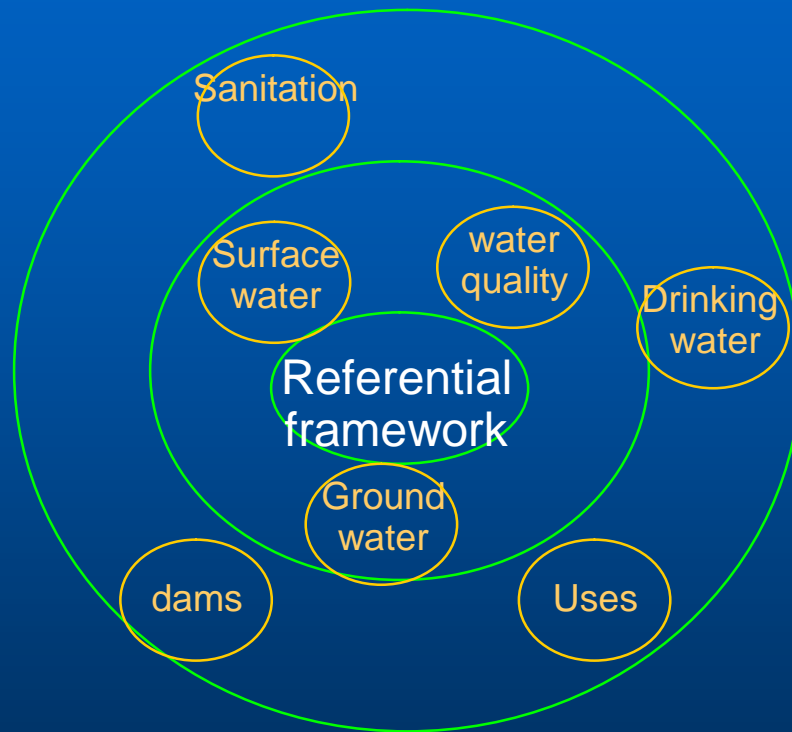 Sanitation
Surface
water
water
quality
Drinking
water
Referential
framework
Ground
water
dams
Uses